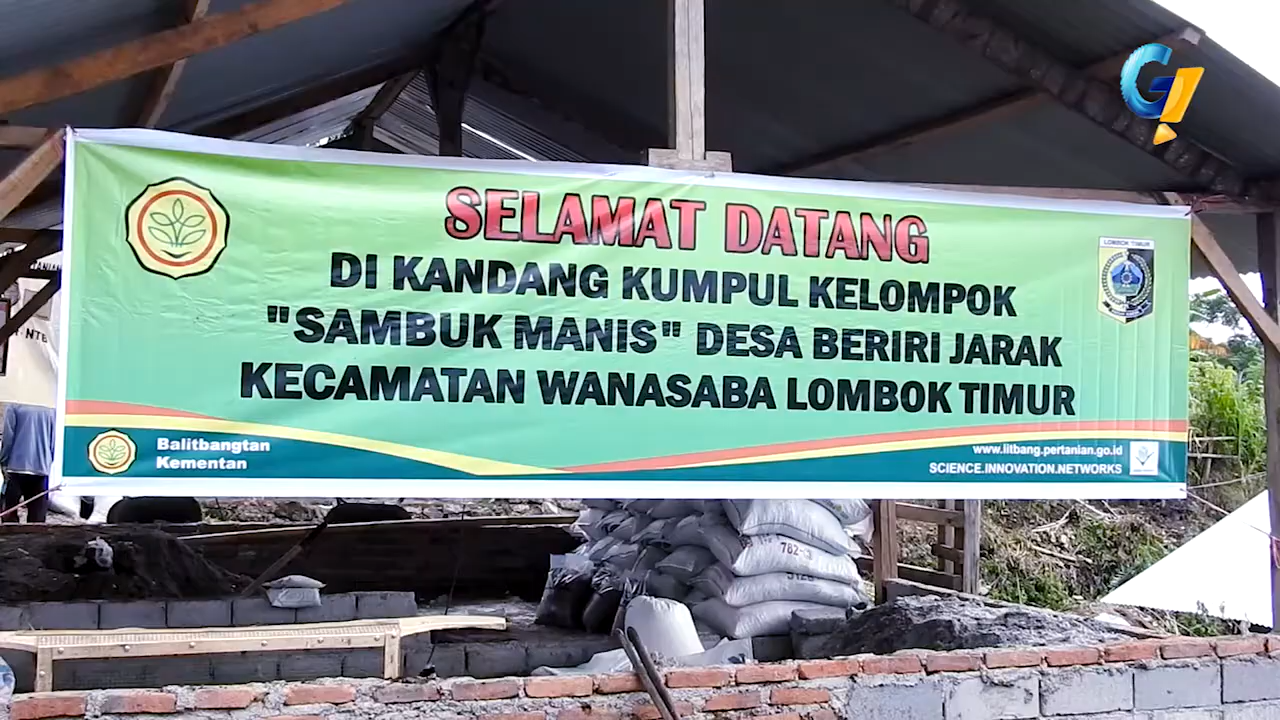 G!
SELAMAT DATANG
DI KANDANG KUMPUL KELOMPOK
"SAMBUK MANIS" DESA BERIRI JARAK
KECAMATAN WANASABA LOMBOK TIMUR
LOMBOK TIMUR
Balitbangtan
Kementan
www.litbang.pertanian.go.id
SCIENCE.INNOVATION.NETWORKS
NTB